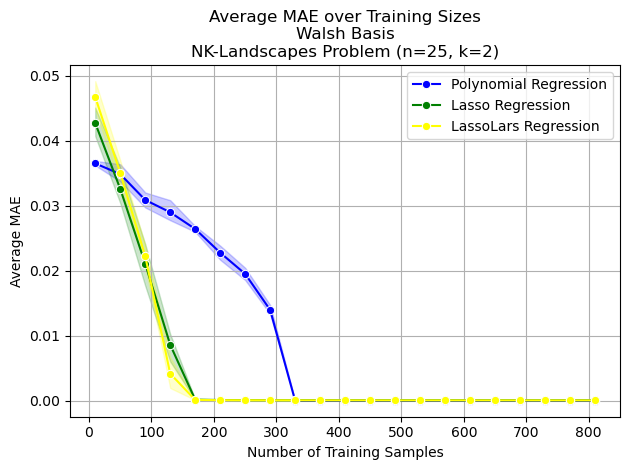 Average MAE over Training Sizes
Walsh Basis
NK-Landscapes Problem (n=25, k=2)
Polynomial Regression
Lasso Regression
LassoLars Regression
Average MAE
0.05
0.04
0.03
0.02
0.01
0.00
0 100 200 300 400 500 600 700 800
Number of Training Samples